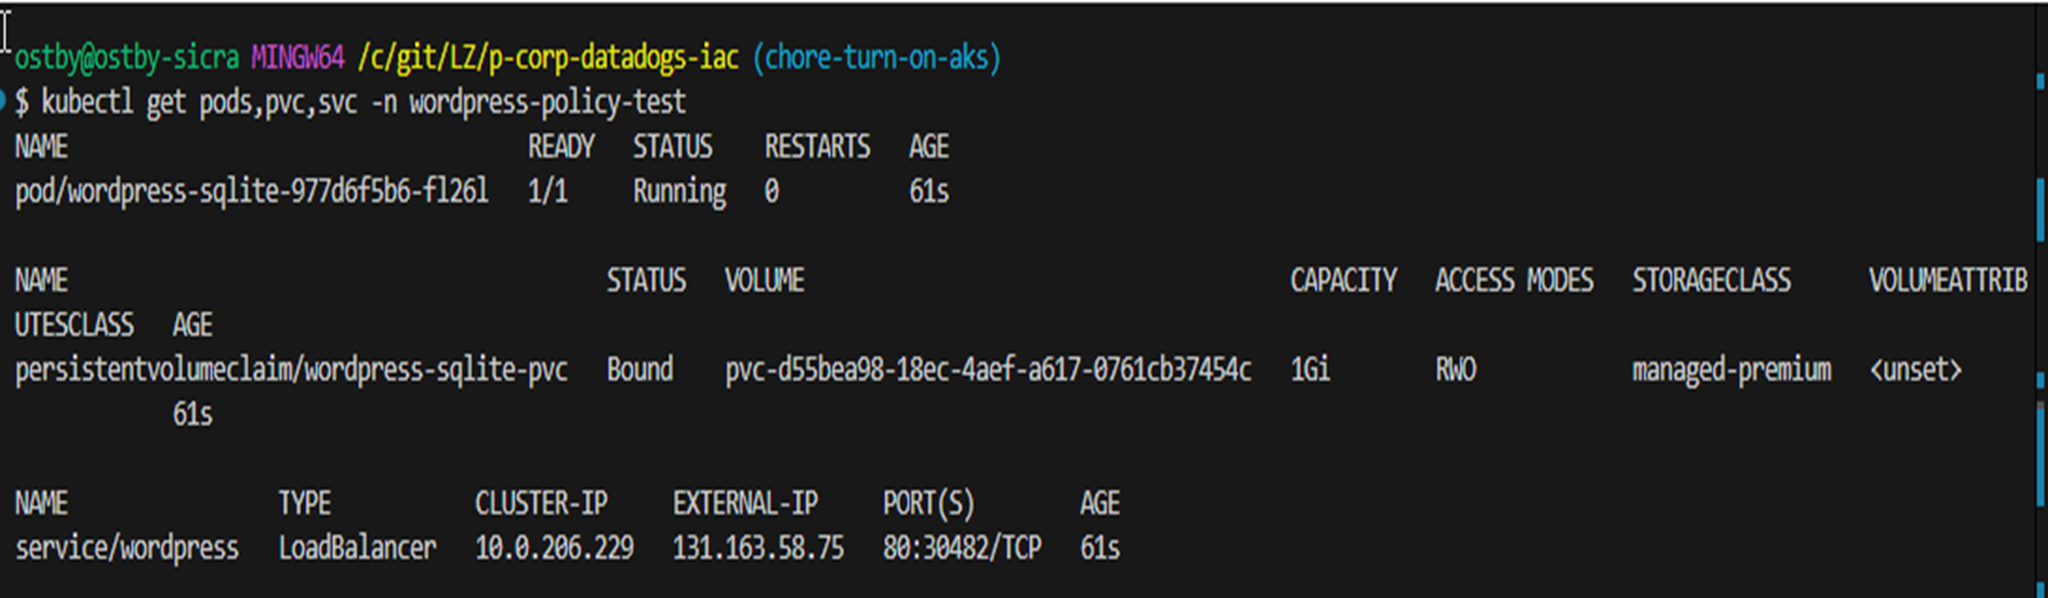 ostby@ostby-sicra MINGW64 /c/git/LZ/p-corp-datadogs-iac (chore-turn-on-aks)
$ kubectl get pods,pvc,svc -n wordpress-policy-test
NAME                                   READY   STATUS    RESTARTS   AGE
pod/wordpress-sqlite-977d6f5b6-fl26l   1/1     Running   0          61s

NAME                                         STATUS   VOLUME                                     CAPACITY   ACCESS MODES   STORAGECLASS      VOLUMEATTRIB
UTESCLASS   AGE
persistentvolumeclaim/wordpress-sqlite-pvc   Bound    pvc-d55bea98-18ec-4aef-a617-0761cb37454c   1Gi        RWO            managed-premium   <unset>
            61s

NAME                TYPE           CLUSTER-IP     EXTERNAL-IP     PORT(S)        AGE
service/wordpress   LoadBalancer   10.0.206.229   131.163.58.75   80:30482/TCP   61s